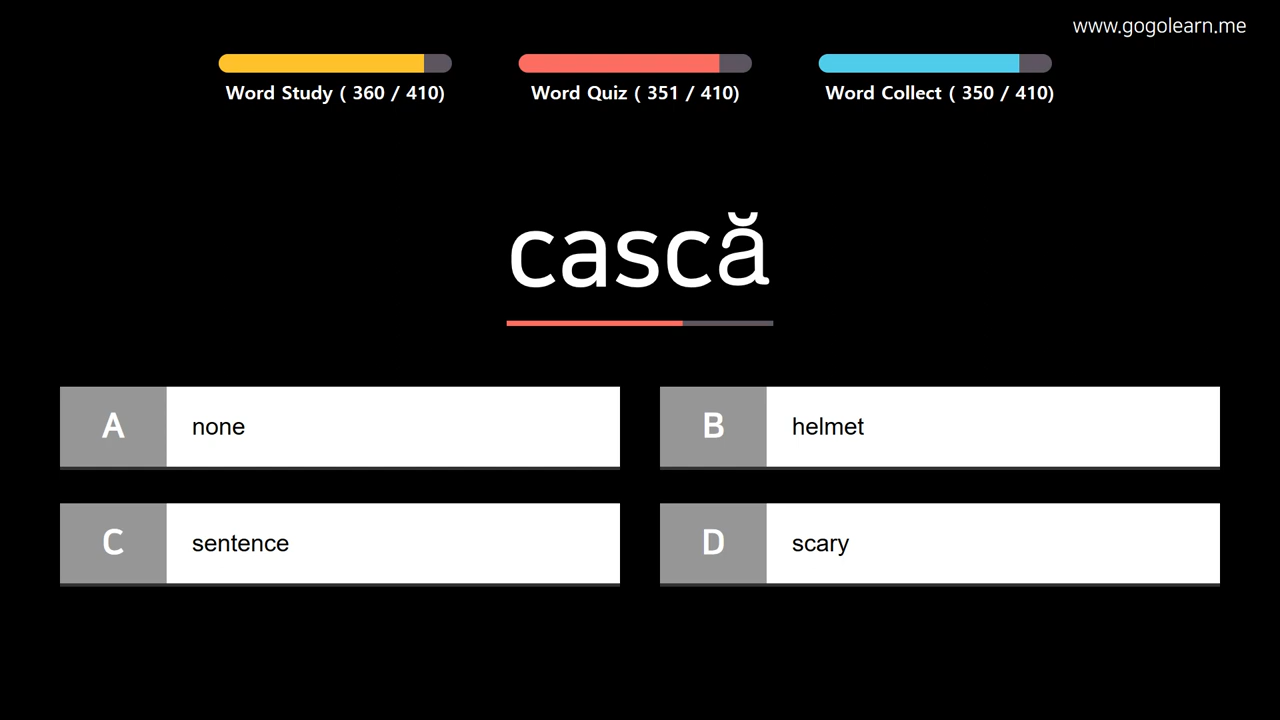 www.gogolearn.me
Word Study ( 360 / 410)
Word Quiz ( 351 / 410)
Word Collect ( 350 / 410)
cască
A none
B helmet
C sentence
D scary